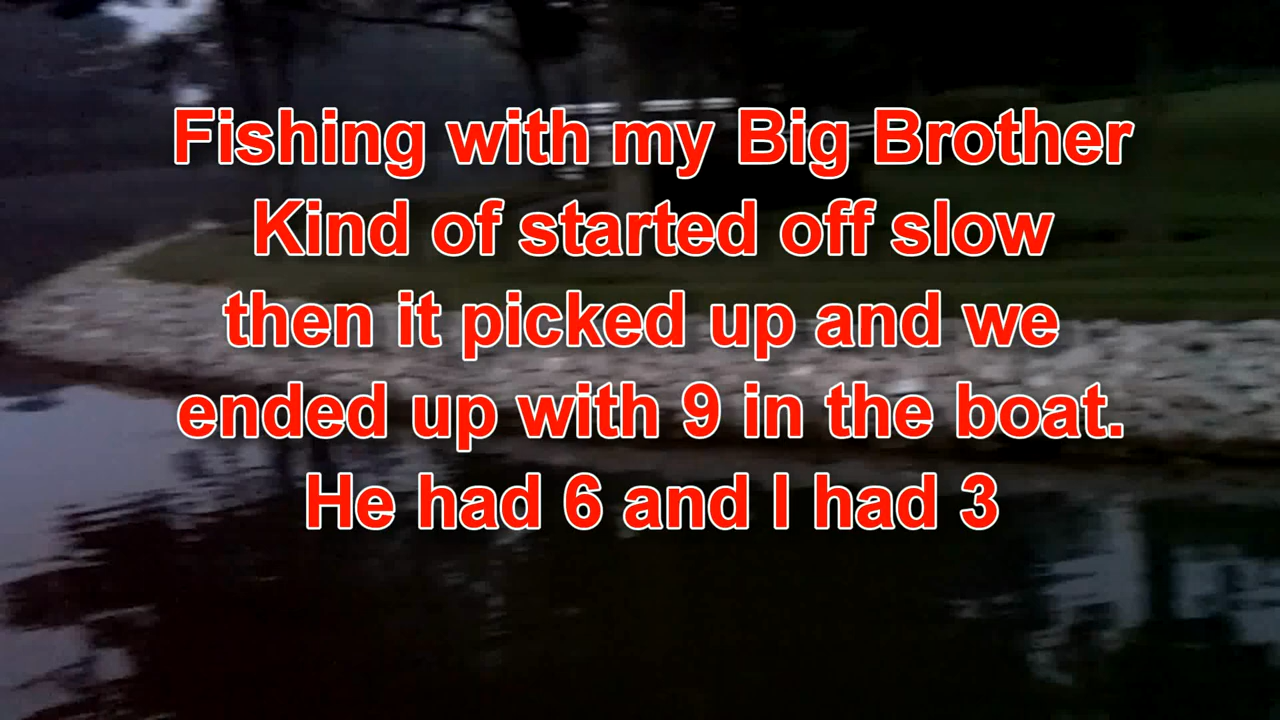 Fishing with my Big Brother
Kind of started off slow
then it picked up and we
ended up with 9 in the boat.
He had 6 and I had 3